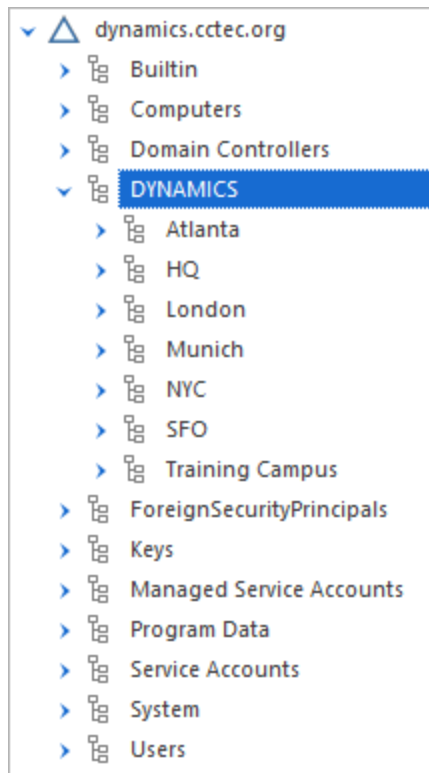 dynamics.cctec.org
Builtin
Computers
Domain Controllers
DYNAMICS
Atlanta
HQ
London
Munich
NYC
SFO
Training Campus
ForeignSecurityPrincipals
Keys
Managed Service Accounts
Program Data
Service Accounts
System
Users